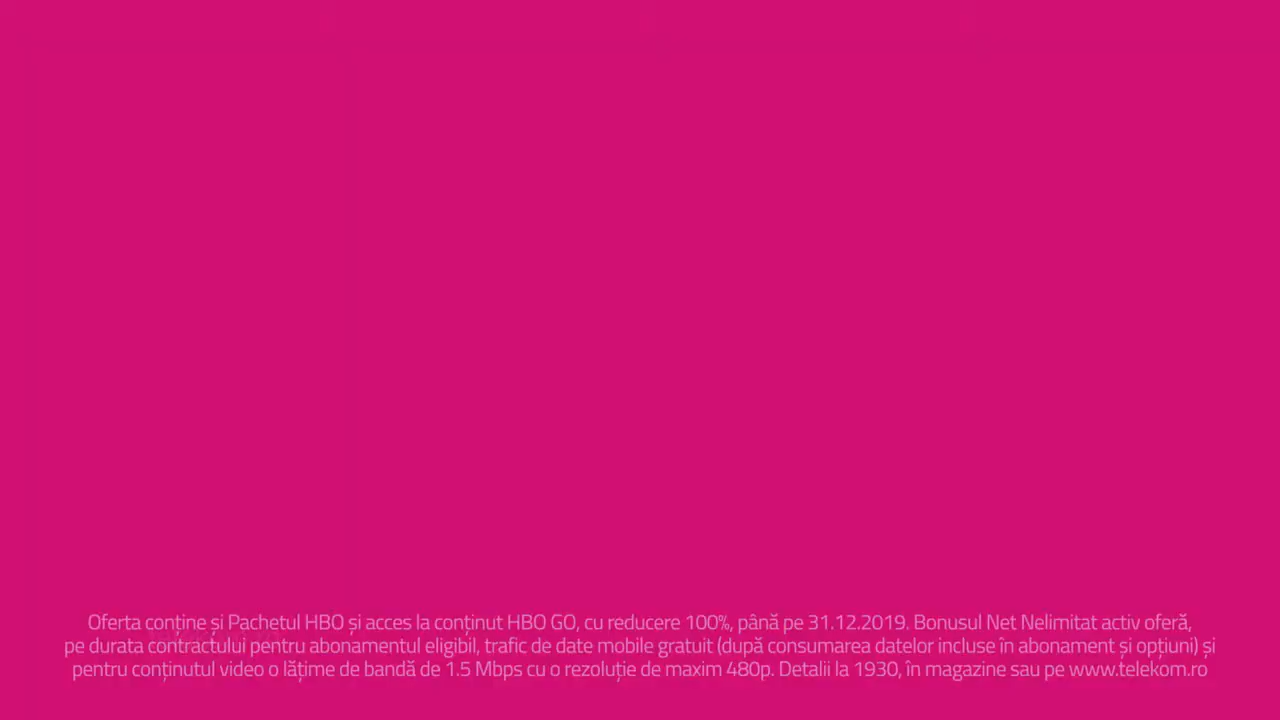 Oferta conține și Pachetul HBO și acces la conținut HBO GO, cu reducere 100%, până pe 31.12.2019. Bonusul Net Nelimitat activ oferă,
pe durata contractului pentru abonamentul eligibil, trafic de date mobile gratuit (după consumarea datelor incluse în abonament și opțiuni) și
pentru conținutul video o lățime de bandă de 1.5 Mbps cu o rezoluție de maxim 480p. Detalii la 1930, în magazine sau pe www.telekom.ro